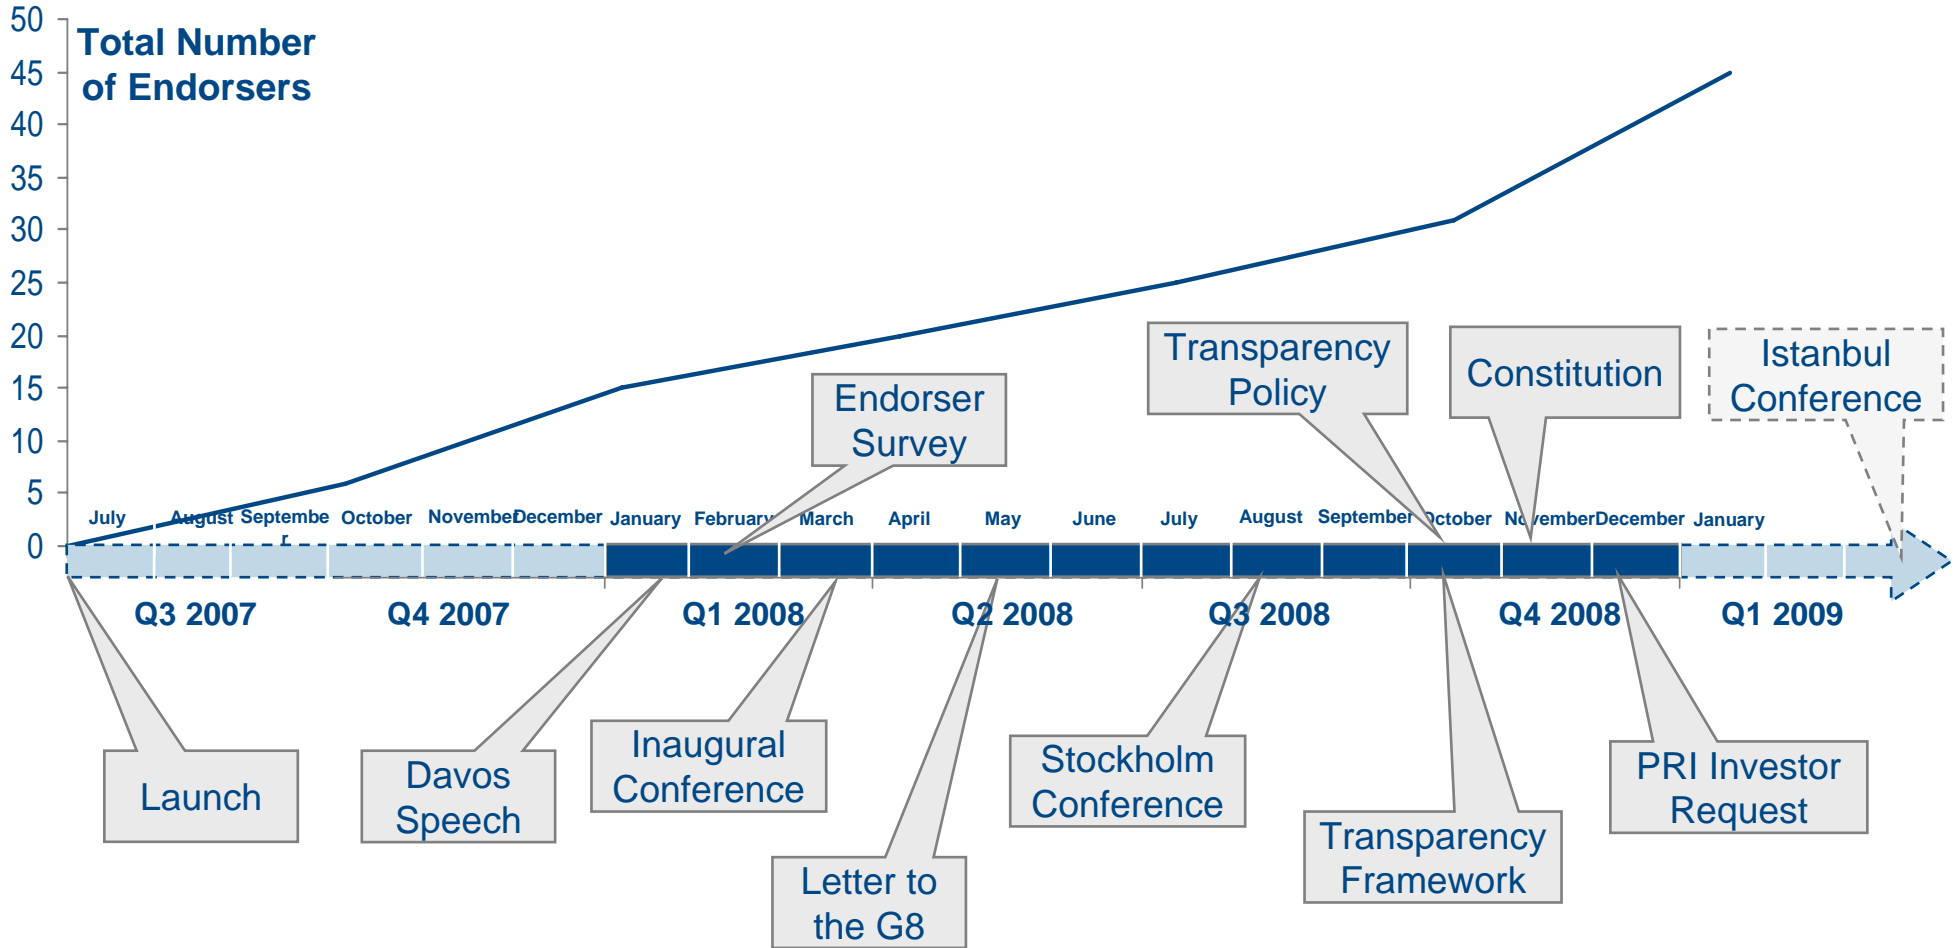 50
Total Number
of Endorsers
45
40
35
30
25
20
15
10
5
0
Transparency
Policy
Constitution
Istanbul
Conference
Endorser
Survey
July August Septembe October November December January February March April May June July August September October November December January
r
Q3 2007 Q4 2007 Q1 2008 Q2 2008 Q3 2008 Q4 2008 Q1 2009
Launch
Davos
Speech
Inaugural
Conference
Letter to
the G8
Stockholm
Conference
Transparency
Framework
PRI Investor
Request